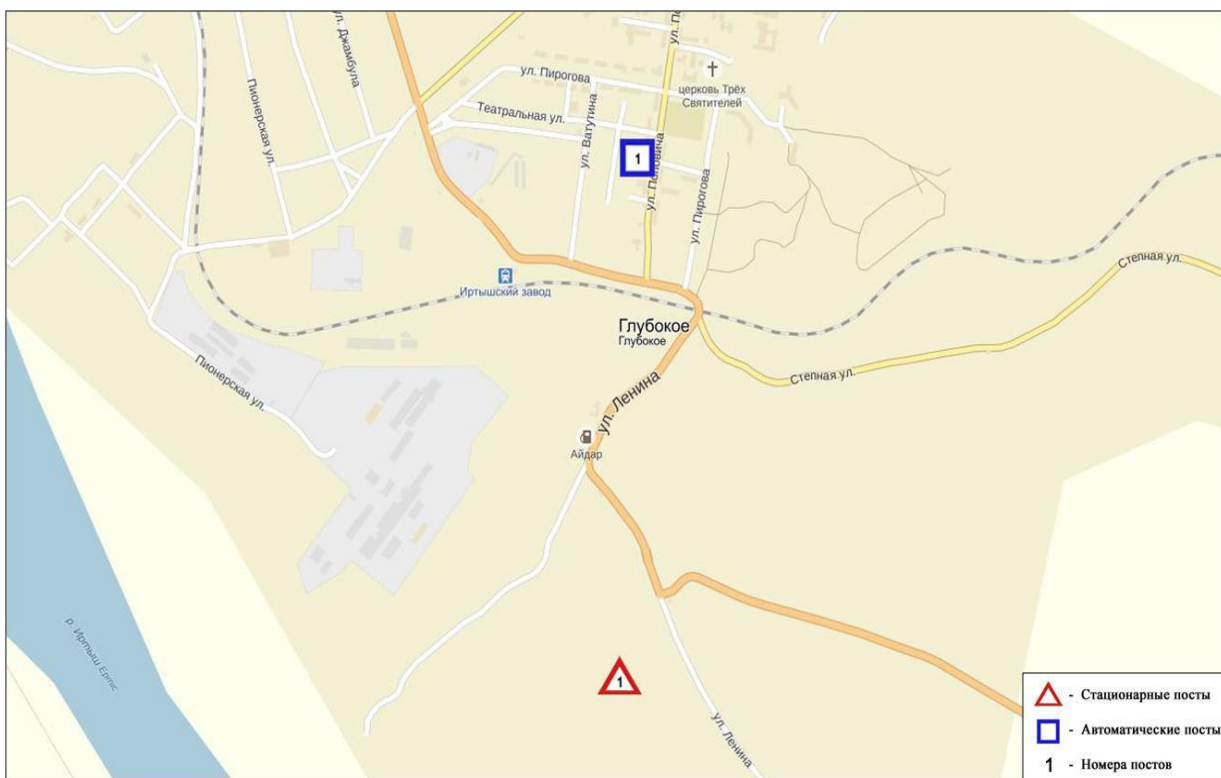 ул. По
ул. Джамбула
ул. Пирогова
церковь Трёх
Святителей
Пионерская ул.
Театральная ул.
ул. Ватутина
1
ул. Поповича
ул. Пирогова
Степная ул.
Иртышский завод
Глубокое
Глубокое
Степная ул.
Пионерская ул.
ул. Ленина
Айдар
р. Иртыш Ертіс
1
ул. Ленина
- Стационарные посты
- Автоматические посты
1 - Номера постов